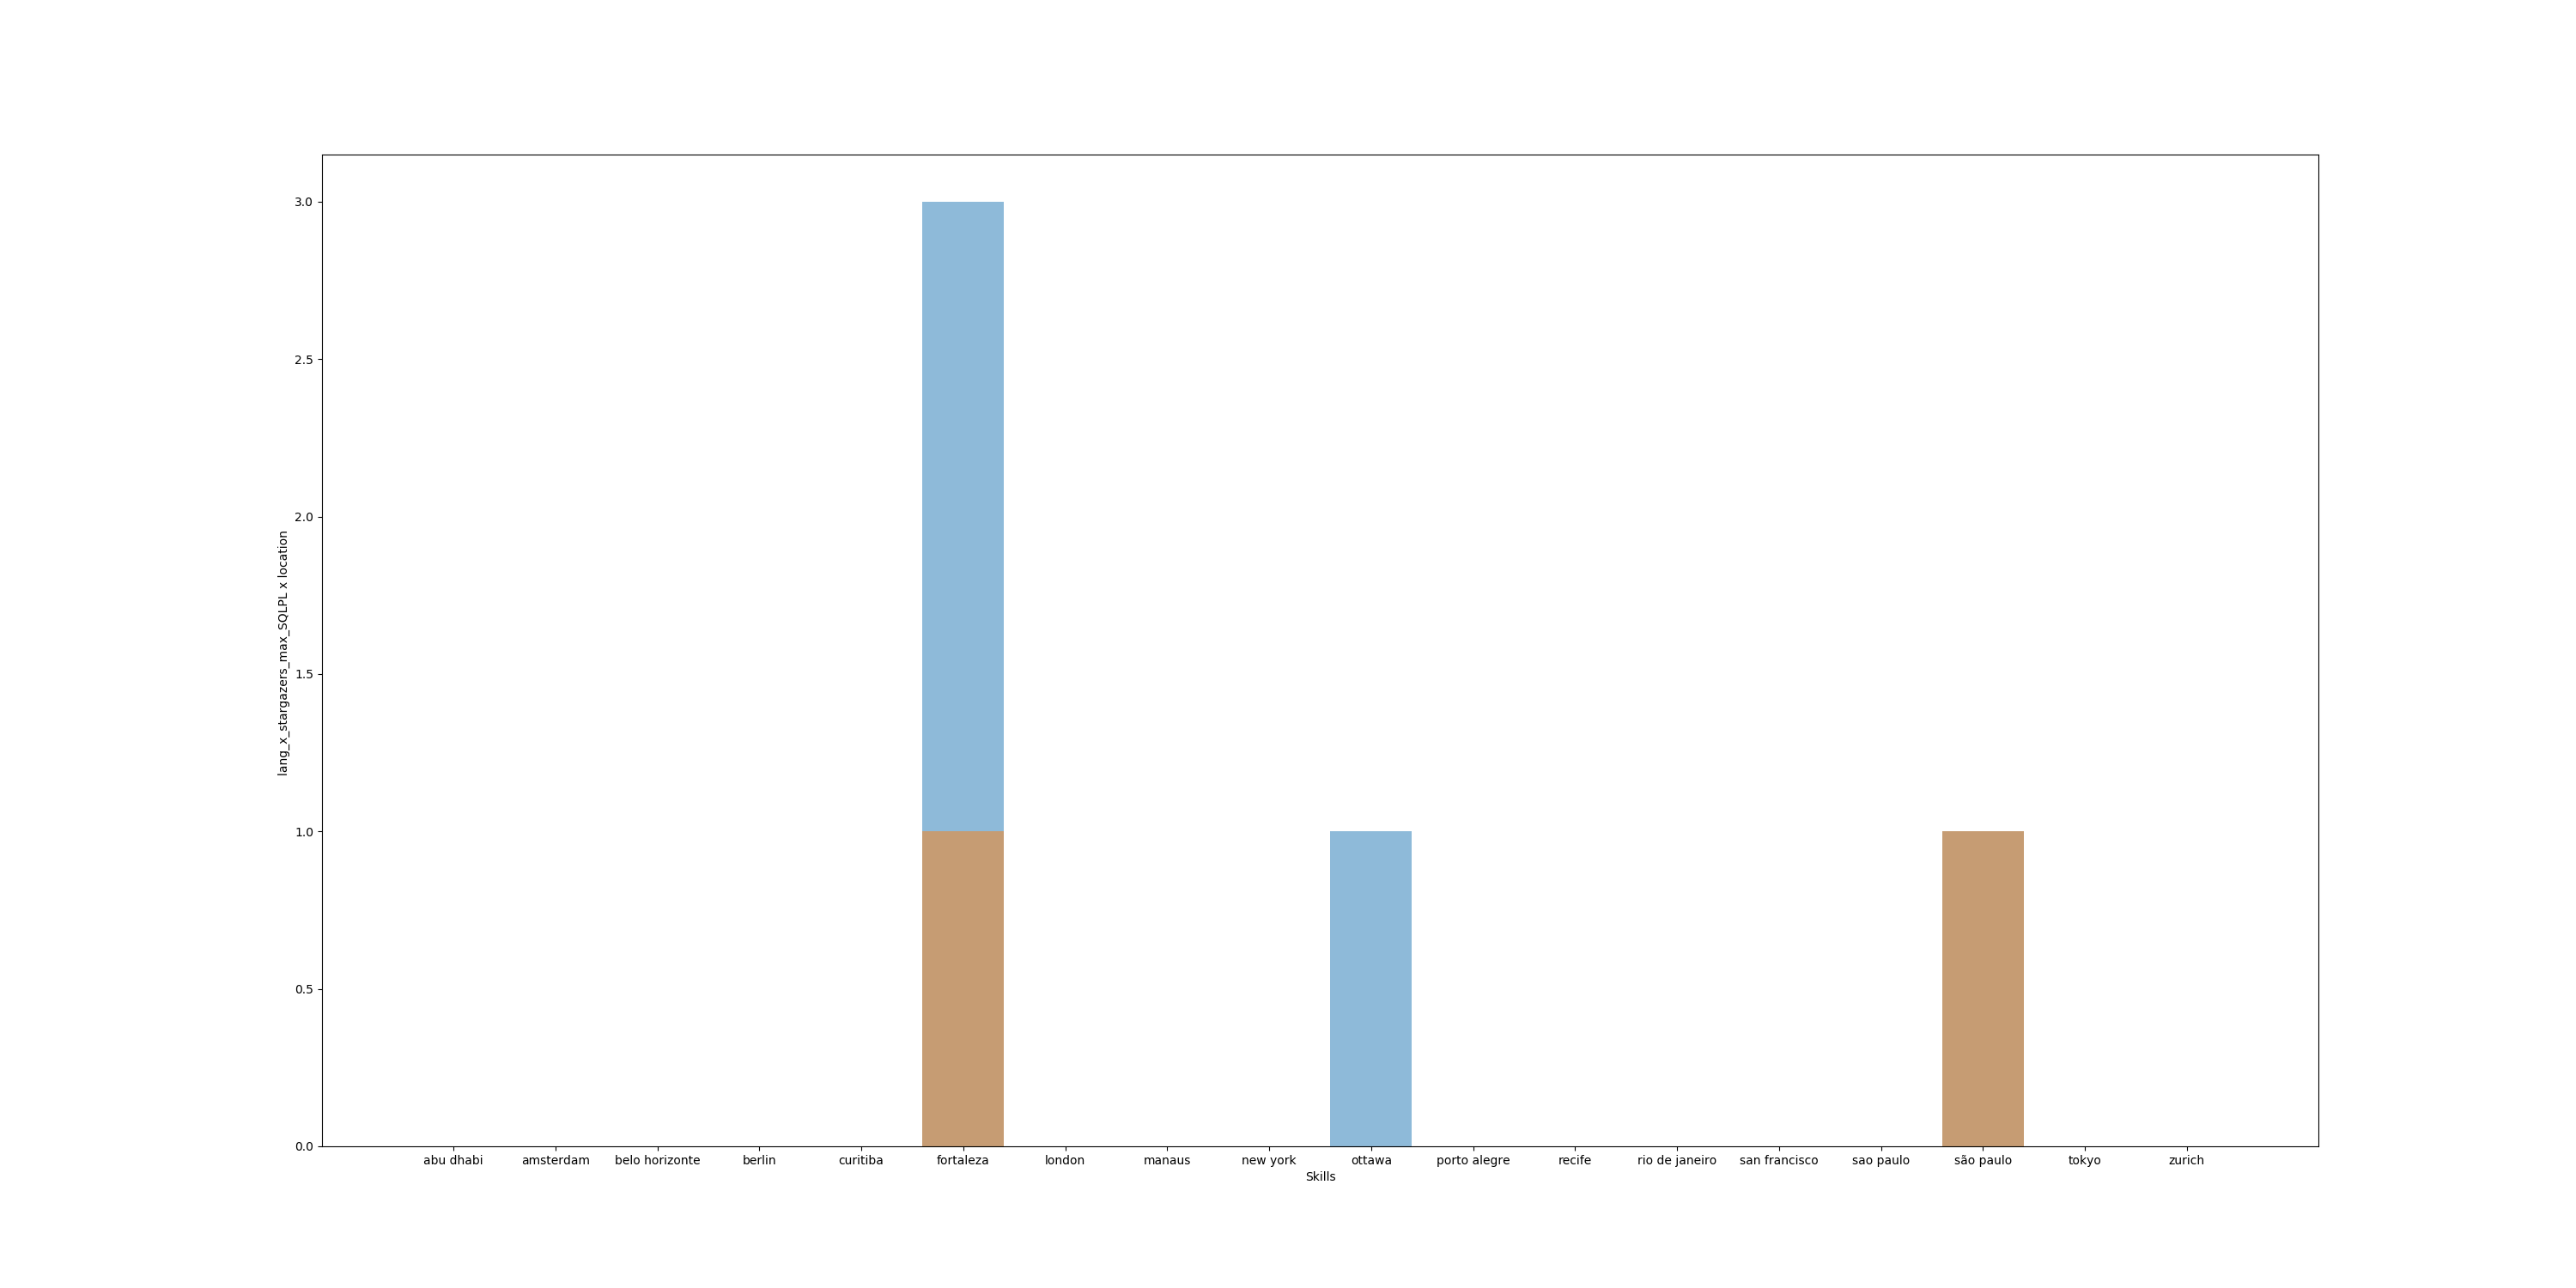 3.0
2.5
2.0
1.5
1.0
0.5
0.0
lang_x_stargazers_max_SQLPL x location
abu dhabi amsterdam belo horizonte berlin curitiba fortaleza london manaus new york ottawa porto alegre recife rio de janeiro san francisco sao paulo são paulo tokyo zurich
Skills